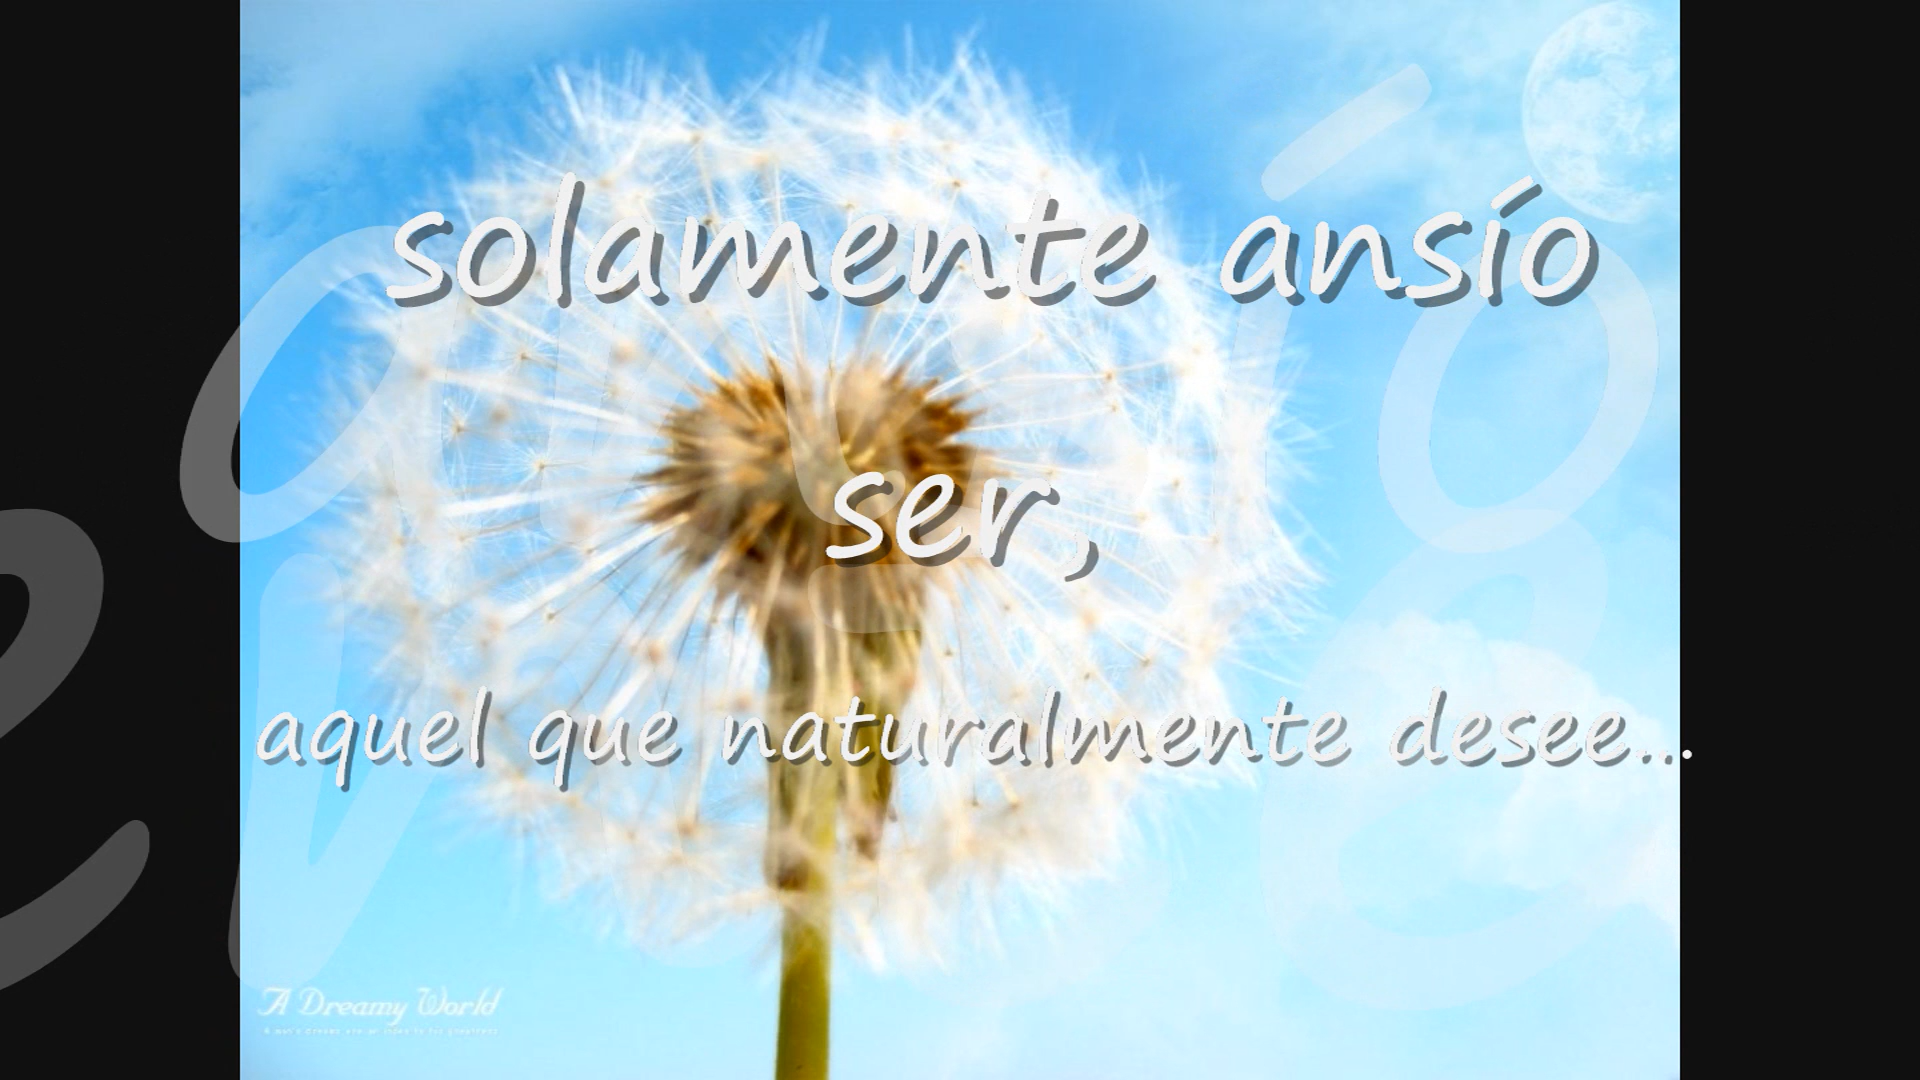 solamente ansío
ser,
aquel que naturalmente desee...
A Dreamy World